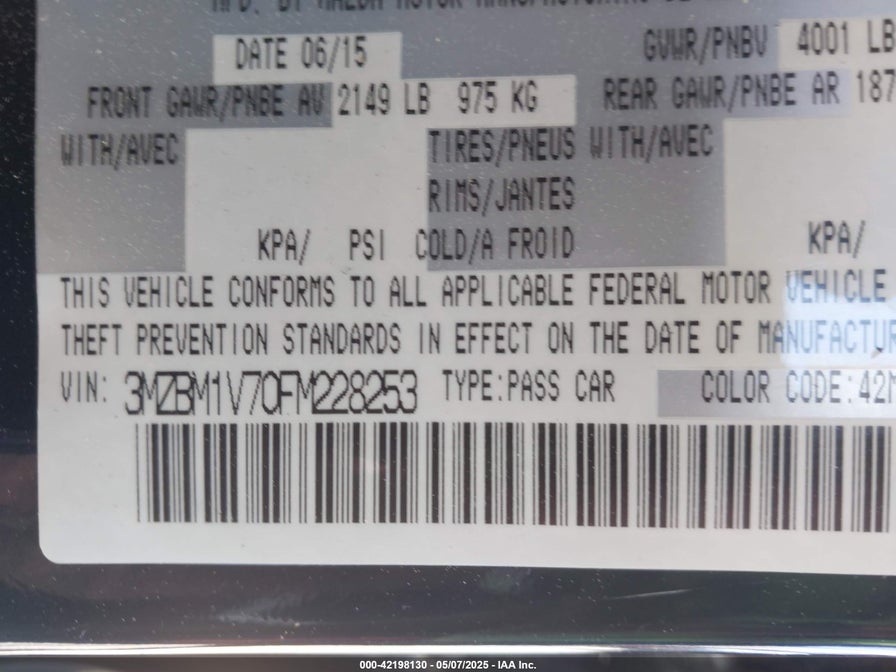 DATE 06/15 GVWR/PNBV 4001 LB
FRONT GAWR/PNBE AV 2149 LB 975 KG REAR GAWR/PNBE AR 187
WITH/AVEC TIRES/PNEUS WITH/AVEC
RIMS/JANTES
KPA/ PSI COLD/A FROID KPA/
THIS VEHICLE CONFORMS TO ALL APPLICABLE FEDERAL MOTOR VEHICLE
THEFT PREVENTION STANDARDS IN EFFECT ON THE DATE OF MANUFACTUR
VIN: 3MZBM1V70FM228253 TYPE:PASS CAR COLOR CODE:42M
000-42198130 - 05/07/2025 - IAA Inc.